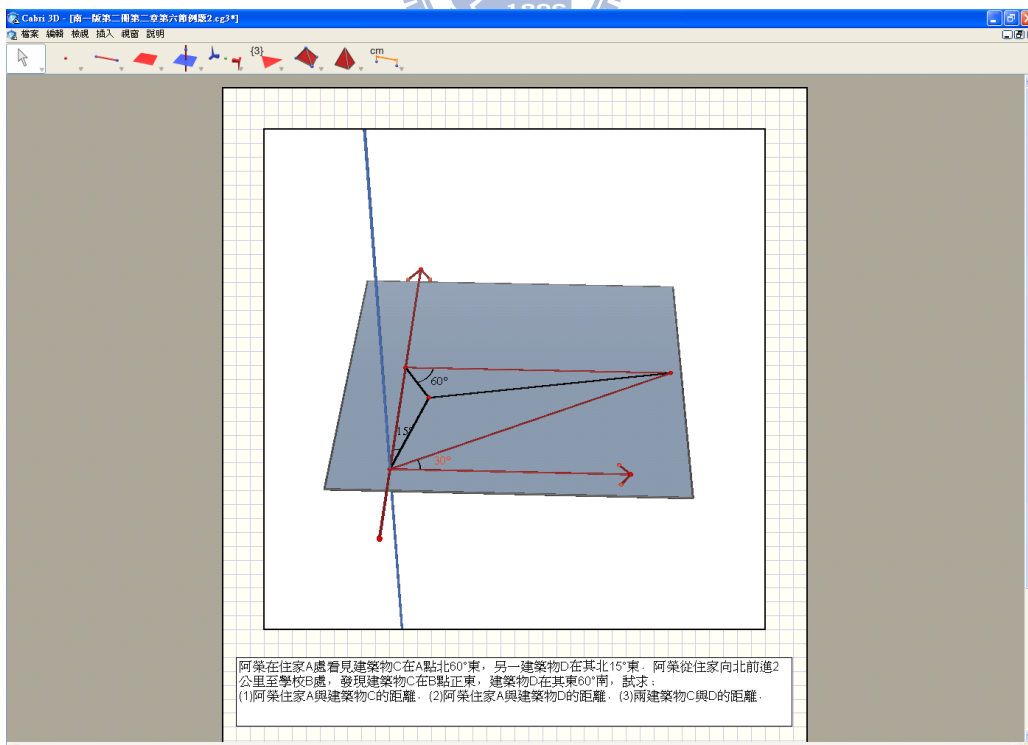 1896
Cabri 3D - [南一版第二冊第二章第六節例題2.cg3*]
檔案 編輯 檢視 插入 視窗 說明
{3}
cm
60°
15°
30°
阿榮在住家A處看見建築物C在A點北60°東，另一建築物D在其北15°東．阿榮從住家向北前進2
公里至學校B處，發現建築物C在B點正東，建築物D在其東60°南，試求：
(1)阿榮住家A與建築物C的距離．(2)阿榮住家A與建築物D的距離．(3)兩建築物C與D的距離．